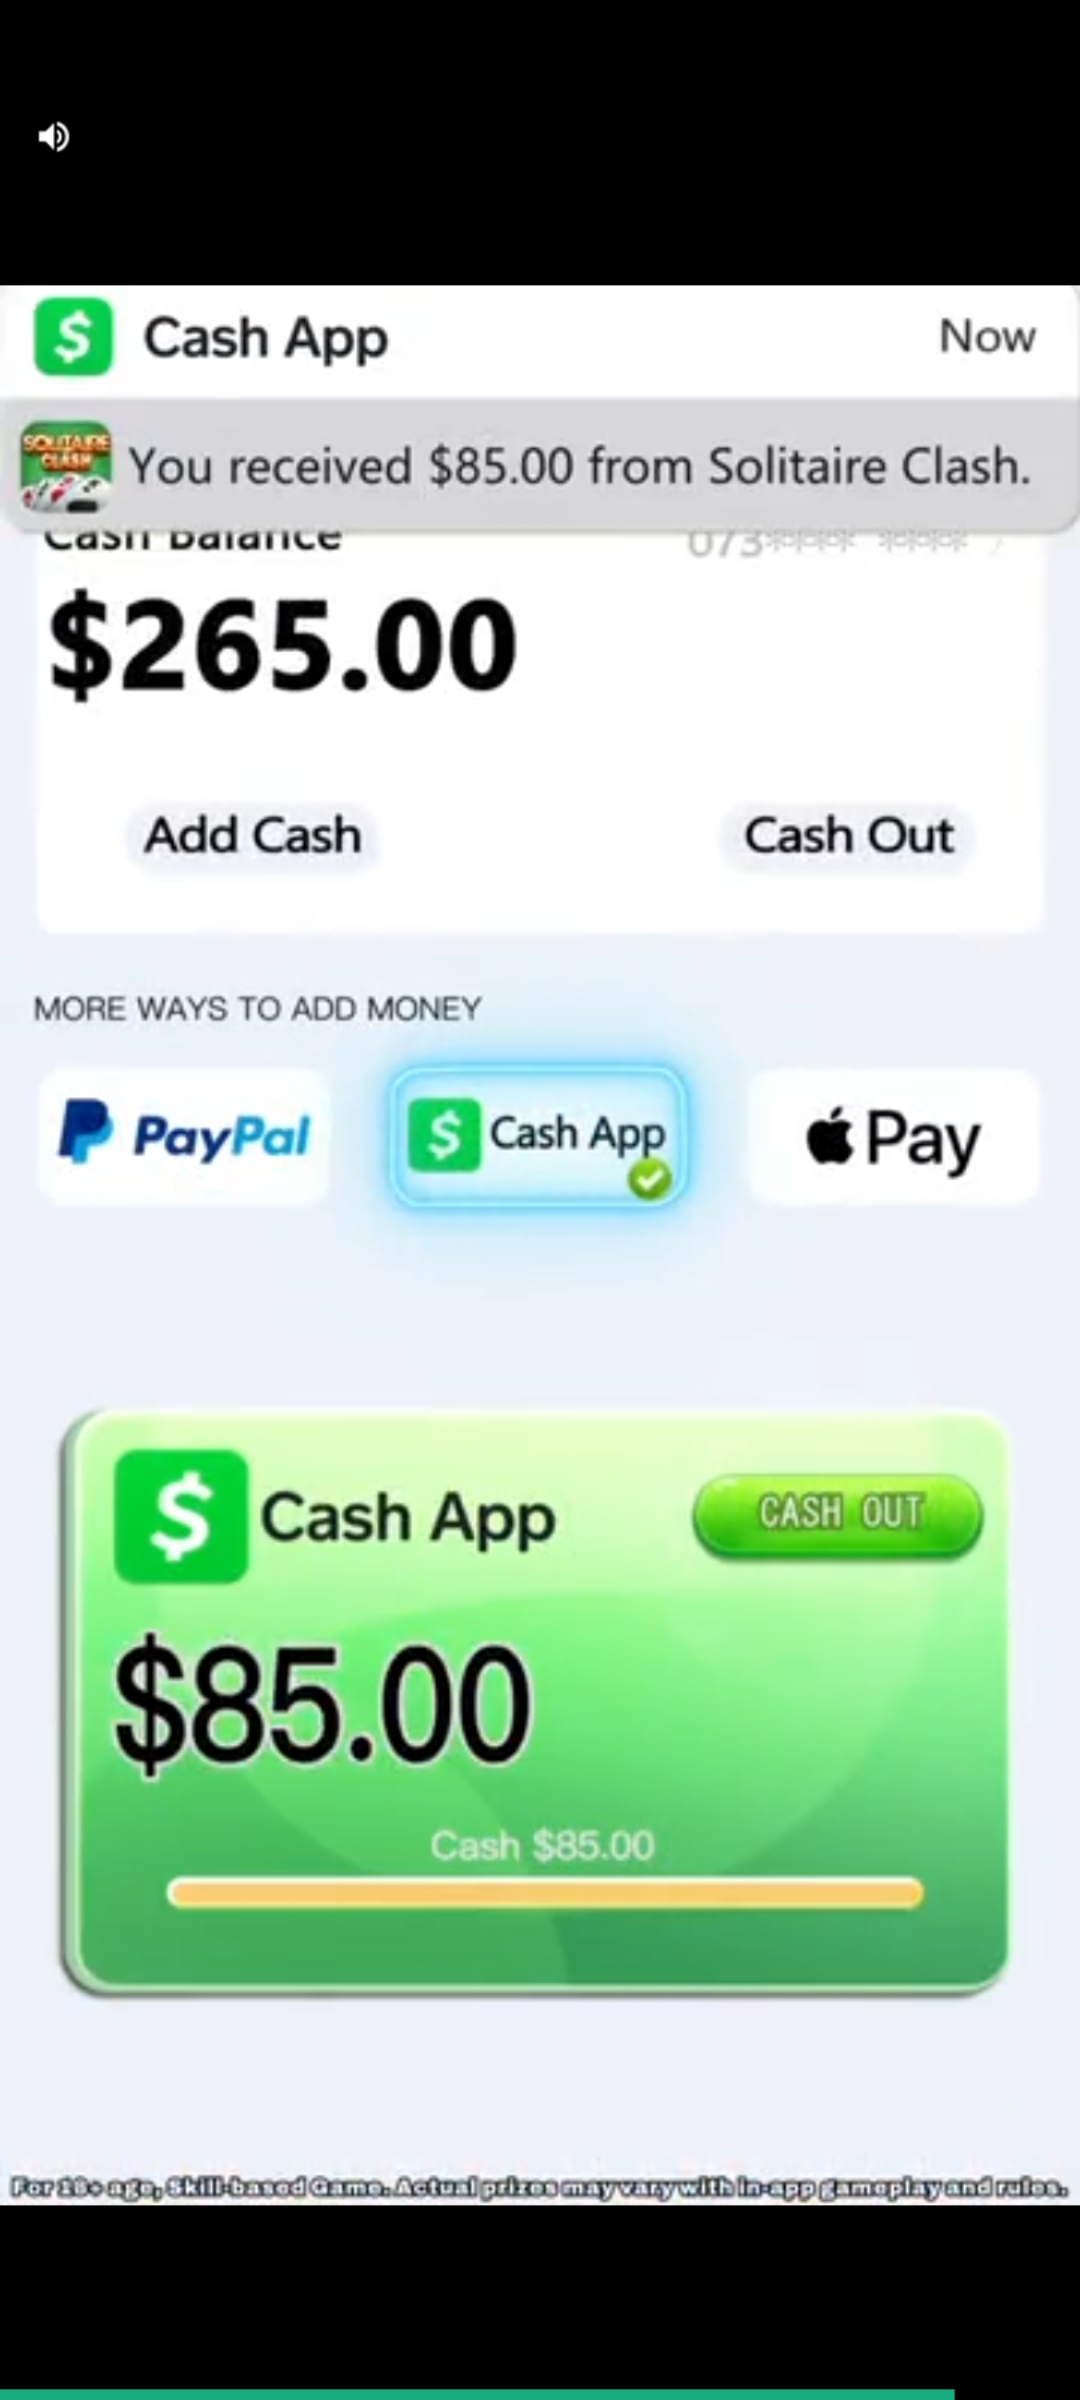 Cash App
Now
SOLITAIRE
CLASH
You received $85.00 from Solitaire Clash.
Cash Balance
073**** ****
$265.00
Add Cash
Cash Out
MORE WAYS TO ADD MONEY
PayPal
Cash App
Pay
Cash App
CASH OUT
$85.00
Cash $85.00
For 18+ age, Skill-based Game. Actual prizes may vary with in-app gameplay and rules.